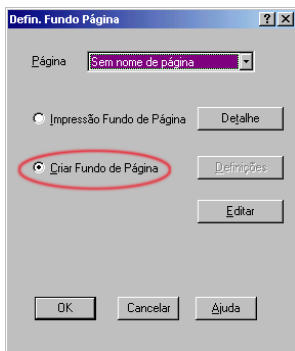 Defin. Fundo Página
Página Sem nome de página
Impressão Fundo de Página Detalhe
Criar Fundo de Página Definições
Editar
OK Cancelar Ajuda